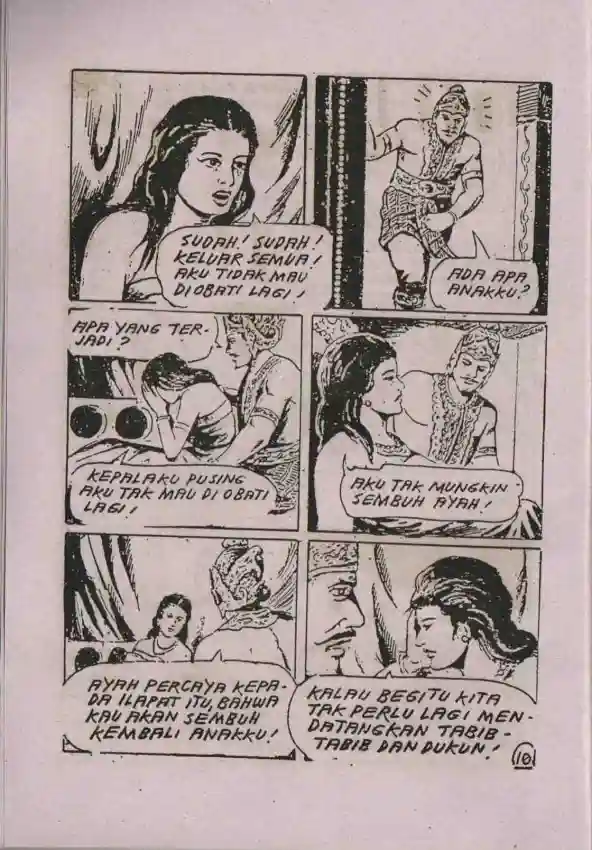 SUDAH! SUDAH!
KELUAR SEMUA!
AKU TIDAK MAU
DIOBATI LAGI!
ADA APA
ANAKKU?
APA YANG TER-
JADI?
KEPALAKU PUSING
AKU TAK MAU DI OBATI
LAGI!
AKU TAK MUNGKIN
SEMBUH AYAH!
AYAH PERCAYA KEPA-
DA ILAPAT ITU, BAHWA
KAU AKAN SEMBUH
KEMBALI ANAKKU!
KALAU BEGITU KITA
TAK PERLU LAGI MEN-
DATANGKAN TABIB-
TABIB DAN DUKUN!
10